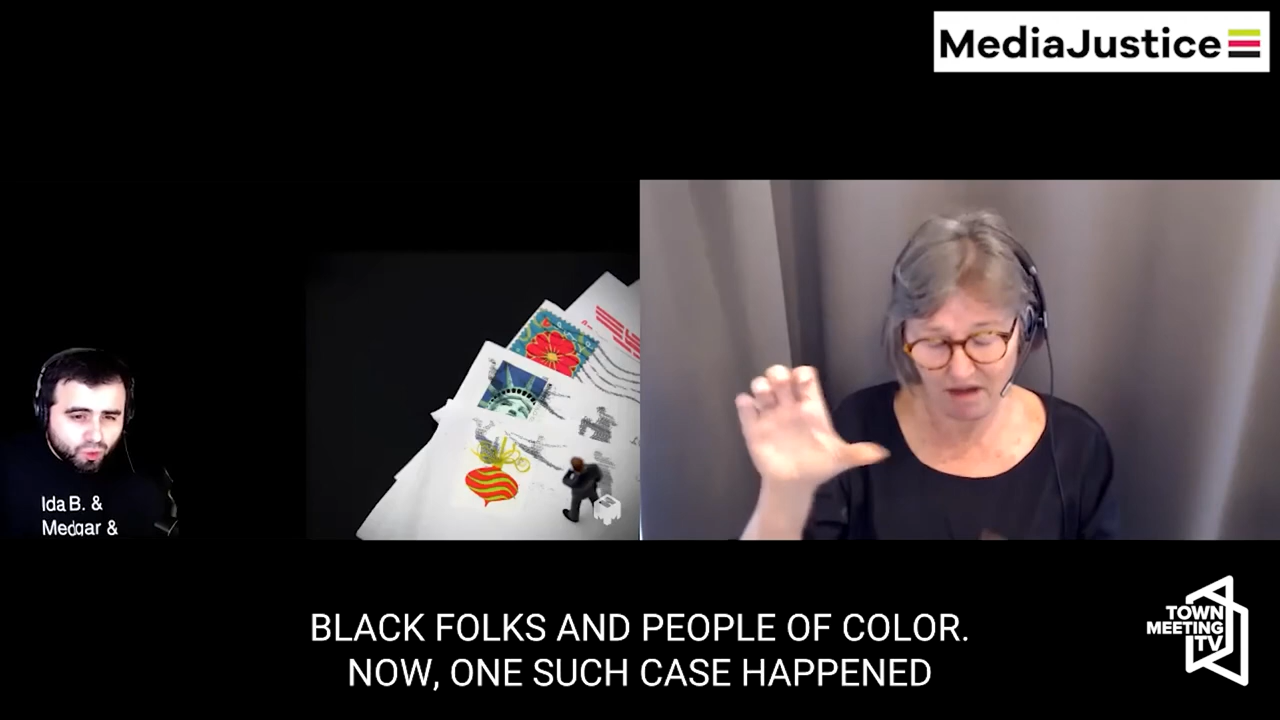 MediaJustice
Ida B. &
Medgar &
BLACK FOLKS AND PEOPLE OF COLOR.
NOW, ONE SUCH CASE HAPPENED
TOWN
MEETING
TV